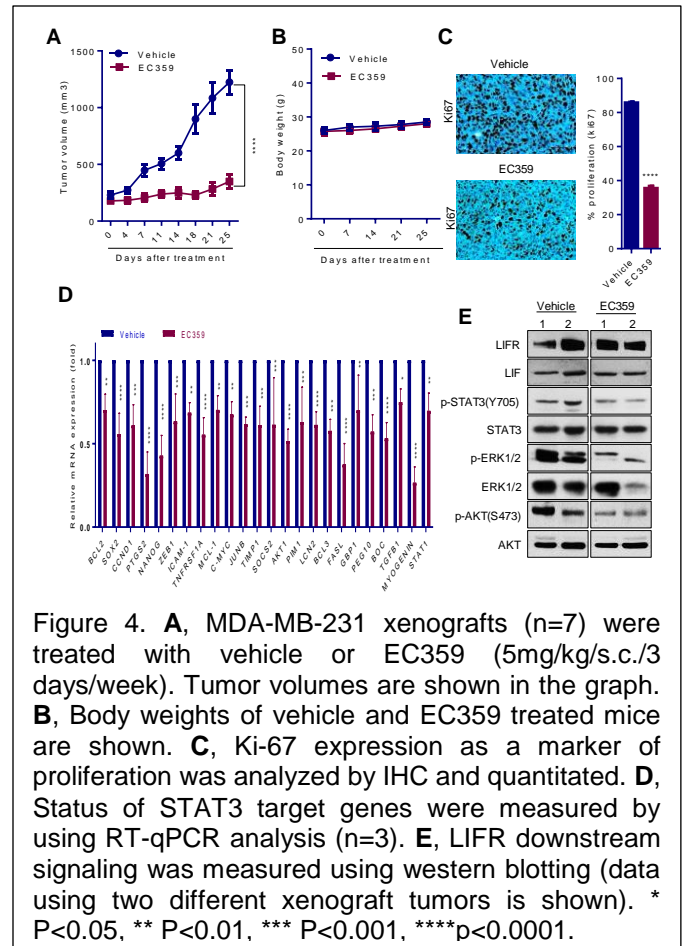 A
B
C
1500
1000
500
0
Tumor volume (mm3)
Vehicle
EC359
****
0 4 7 11 14 18 21 25
Days after treatment
40
30
20
10
0
Body weight (g)
Vehicle
EC359
0 7 14 21 25
Days after treatment
Vehicle
Ki67
EC359
Ki67
100
80
60
40
20
0
% proliferation (ki67)
****
Vehicle
EC359
D
Vehicle
EC359
1.0
0.5
0.0
Relative mRNA expression (fold)
BCL2
SOX2
CCND1
PTGS2
NANOG
ZEB1
ICAM-1
TNFRSF1A
MCL-1
C-MYC
JUNB
TIMP1
SOCS2
AKT1
PIM1
LCN2
BCL3
FASL
GBP1
PEG10
BOC
TGFB1
MYOGENIN
STAT1
E
Vehicle EC359
1 2 1 2
LIFR
LIF
p-STAT3(Y705)
STAT3
p-ERK1/2
ERK1/2
p-AKT(S473)
AKT
Figure 4. A, MDA-MB-231 xenografts (n=7) were
treated with vehicle or EC359 (5mg/kg/s.c./3
days/week). Tumor volumes are shown in the graph.
B, Body weights of vehicle and EC359 treated mice
are shown. C, Ki-67 expression as a marker of
proliferation was analyzed by IHC and quantitated. D,
Status of STAT3 target genes were measured by
using RT-qPCR analysis (n=3). E, LIFR downstream
signaling was measured using western blotting (data
using two different xenograft tumors is shown). *
P<0.05, ** P<0.01, *** P<0.001, ****p<0.0001.